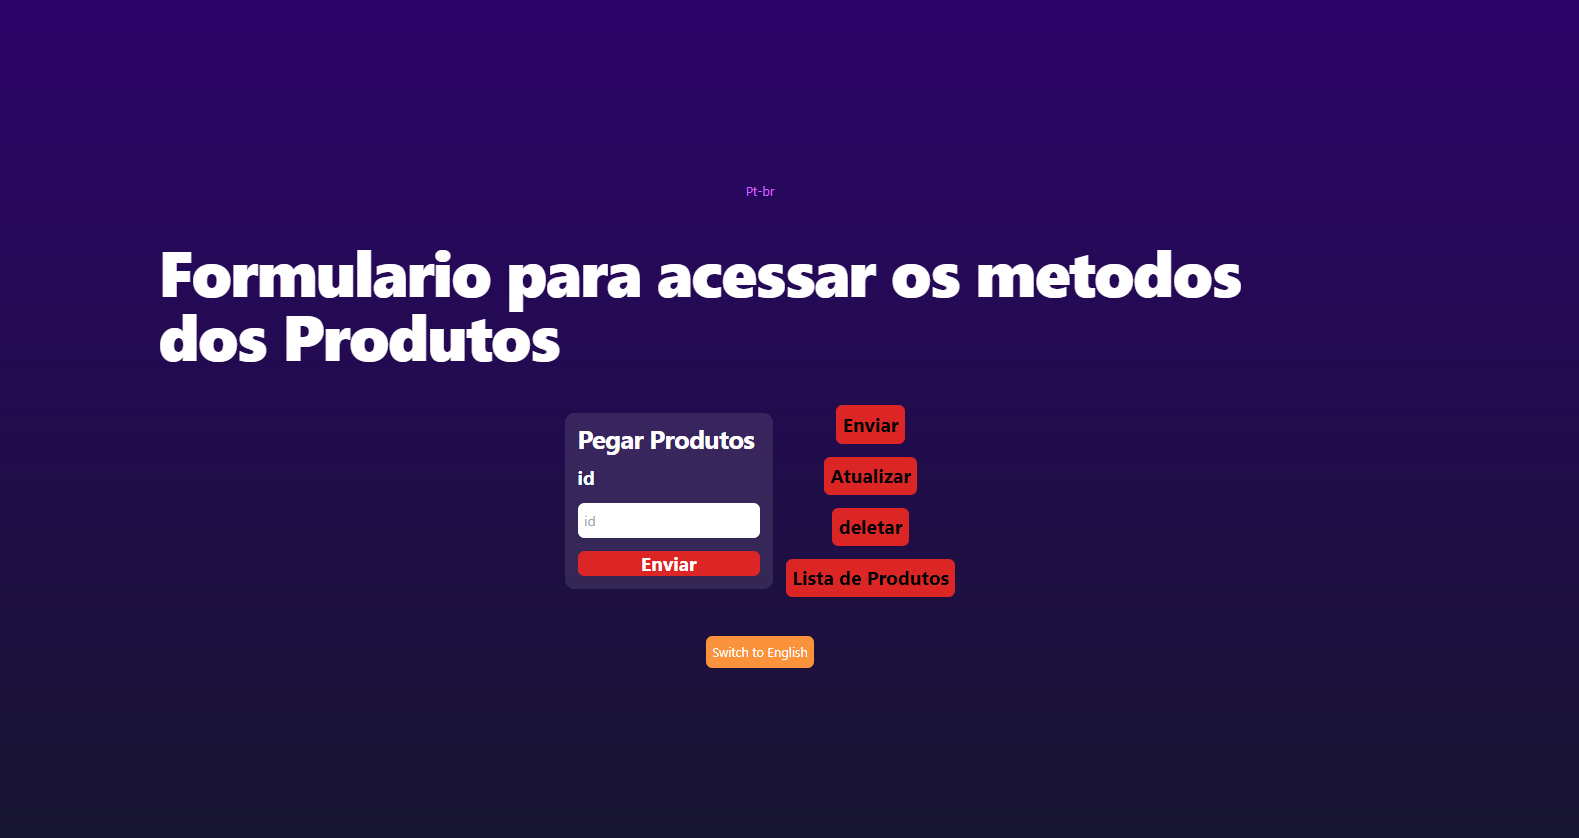 Pt-br
Formulario para acessar os metodos
dos Produtos
Pegar Produtos
id
id
Enviar
Enviar
Atualizar
deletar
Lista de Produtos
Switch to English